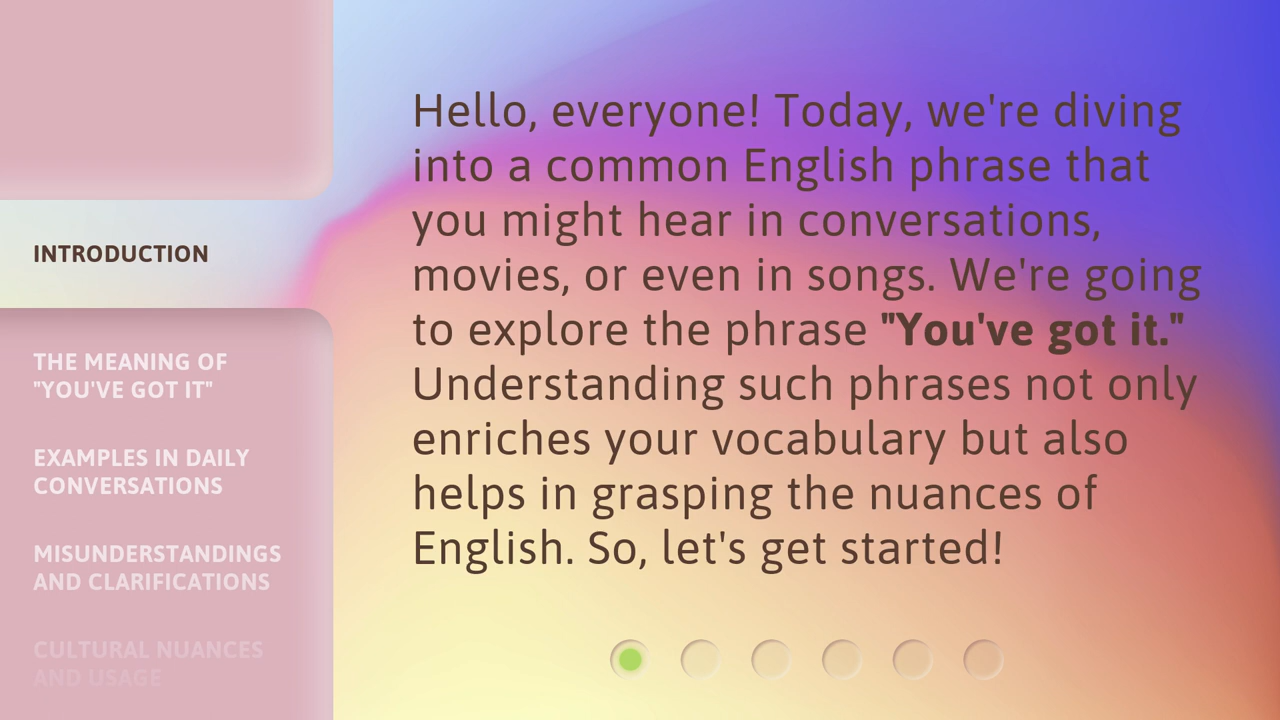 INTRODUCTION
THE MEANING OF
"YOU'VE GOT IT"
EXAMPLES IN DAILY
CONVERSATIONS
MISUNDERSTANDINGS
AND CLARIFICATIONS
CULTURAL NUANCES
AND USAGE
Hello, everyone! Today, we're diving
into a common English phrase that
you might hear in conversations,
movies, or even in songs. We're going
to explore the phrase "You've got it."
Understanding such phrases not only
enriches your vocabulary but also
helps in grasping the nuances of
English. So, let's get started!